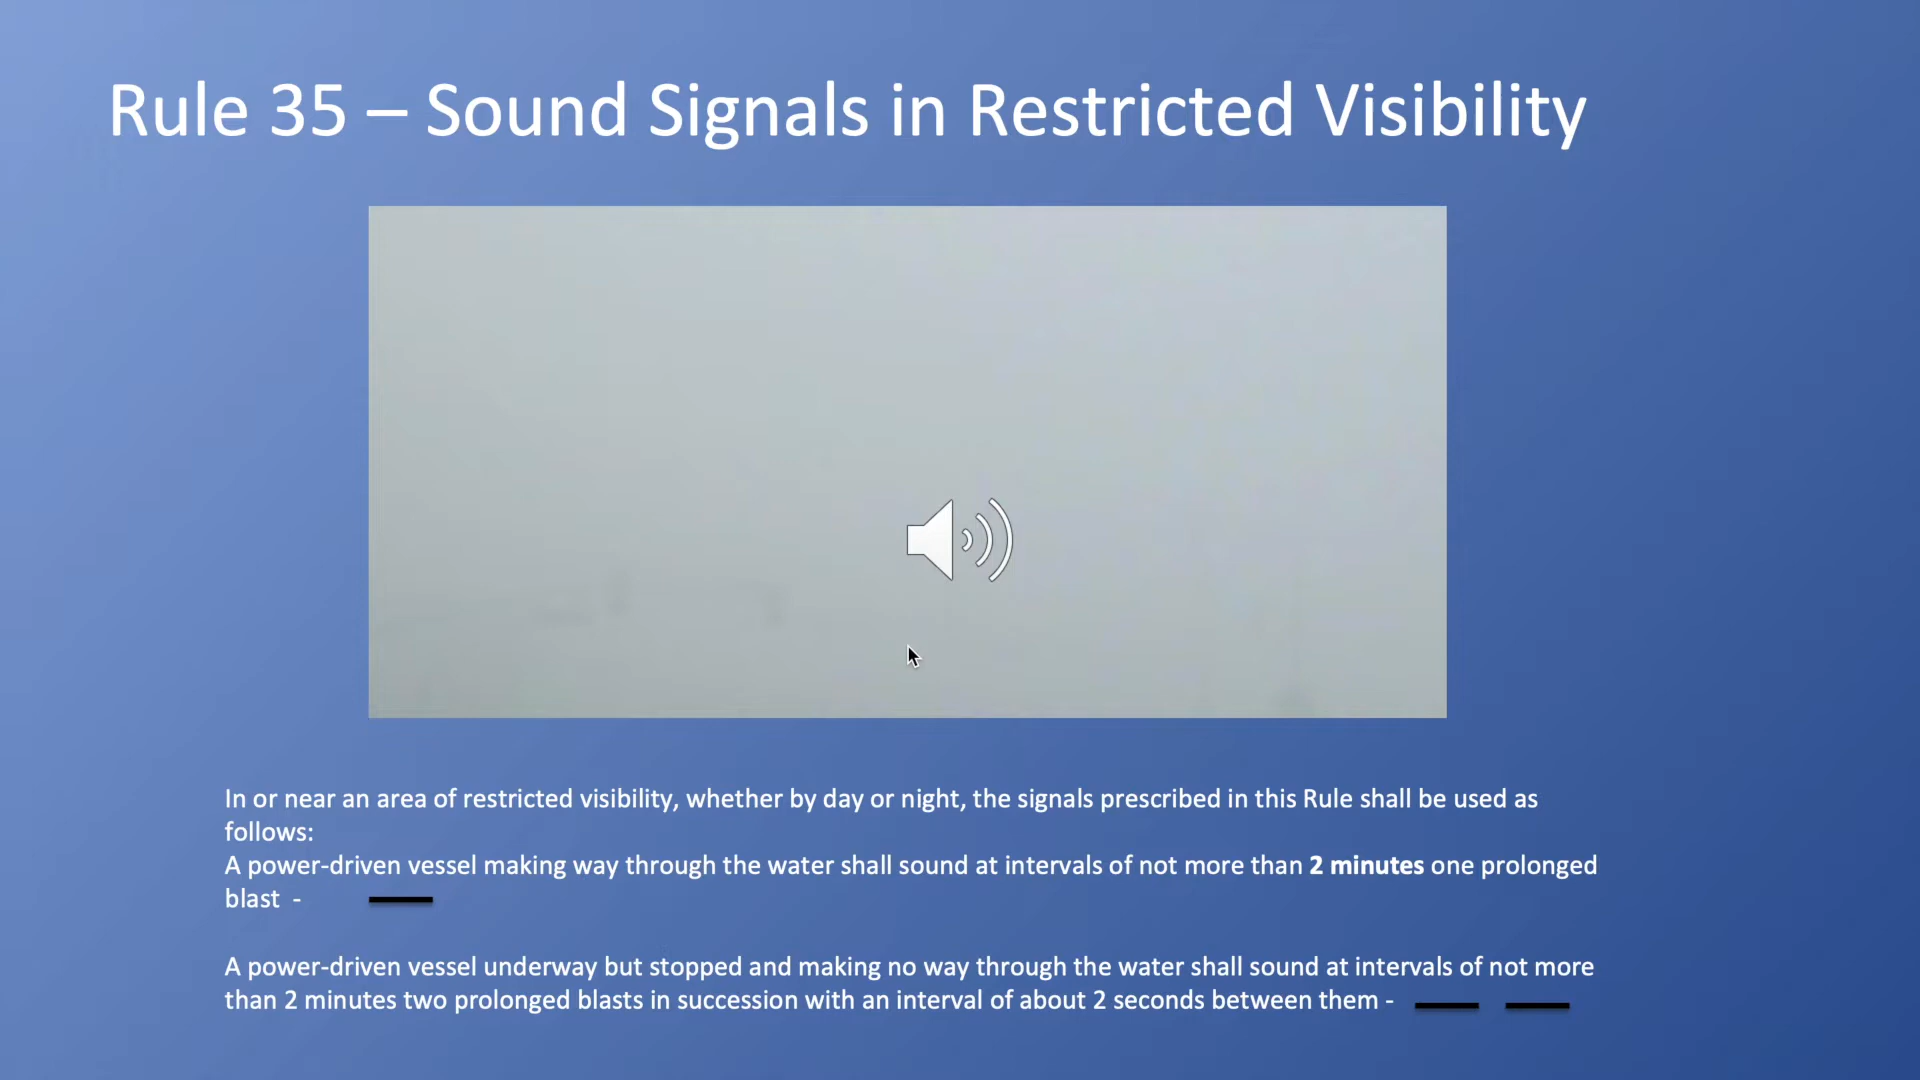 Rule 35 – Sound Signals in Restricted Visibility
In or near an area of restricted visibility, whether by day or night, the signals prescribed in this Rule shall be used as
follows:
A power-driven vessel making way through the water shall sound at intervals of not more than 2 minutes one prolonged
blast -
A power-driven vessel underway but stopped and making no way through the water shall sound at intervals of not more
than 2 minutes two prolonged blasts in succession with an interval of about 2 seconds between them -